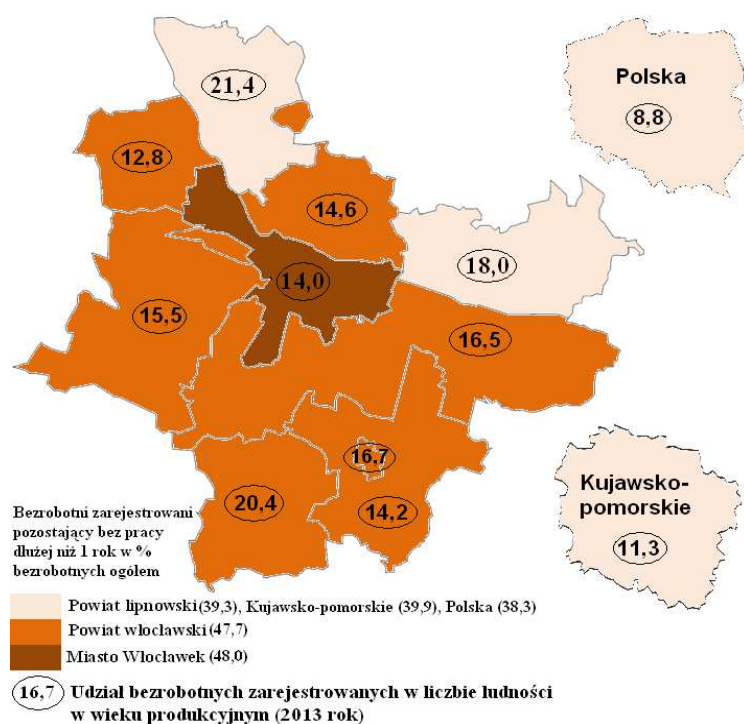 21,4
Polska
8,8
12,8
14,6
18,0
14,0
15,5
16,5
16,7
20,4
14,2
Kujawsko-
pomorskie
11,3
Bezrobotni zarejestrowani
pozostający bez pracy
dłużej niż 1 rok w %
bezrobotnych ogółem
Powiat lipnowski (39,3), Kujawsko-pomorskie (39,9), Polska (38,3)
Powiat włocławski (47,7)
Miasto Włocławek (48,0)
16,7 Udział bezrobotnych zarejestrowanych w liczbie ludności
w wieku produkcyjnym (2013 rok)